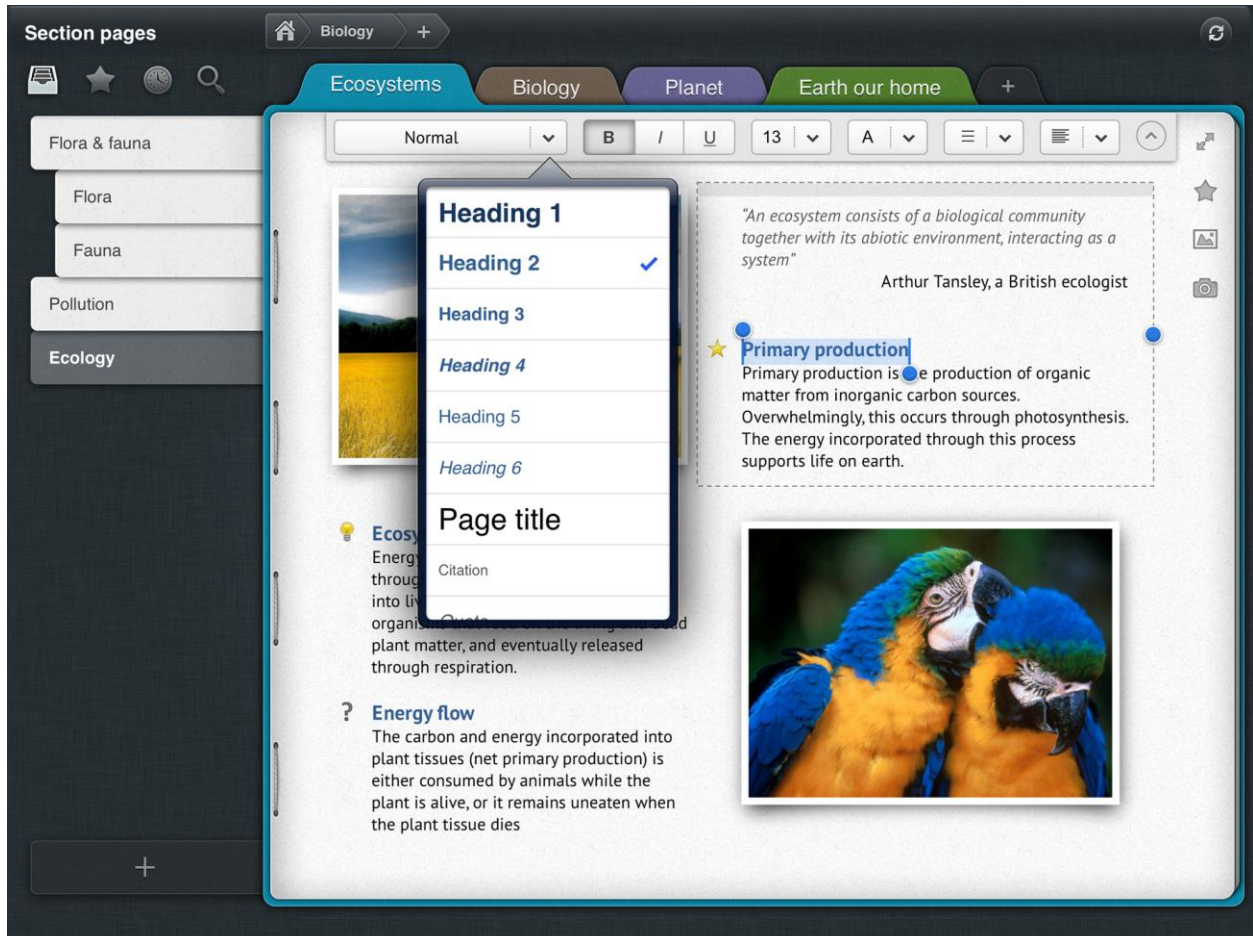 Section pages
Biology
+
Ecosystems
Biology
Planet
Earth our home
+
Flora & fauna
Flora
Fauna
Pollution
Ecology
+
Normal
B
I
U
13
A
Heading 1
Heading 2
Heading 3
Heading 4
Heading 5
Heading 6
Page title
Citation
Quote
“An ecosystem consists of a biological community
together with its abiotic environment, interacting as a
system”
Arthur Tansley, a British ecologist
Primary production
Primary production is e production of organic
matter from inorganic carbon sources.
Overwhelmingly, this occurs through photosynthesis.
The energy incorporated through this process
supports life on earth.
Ecosy
Energy
throug
into liv
plant matter, and eventually released
through respiration.
?
Energy flow
The carbon and energy incorporated into
plant tissues (net primary production) is
either consumed by animals while the
plant is alive, or it remains uneaten when
the plant tissue dies